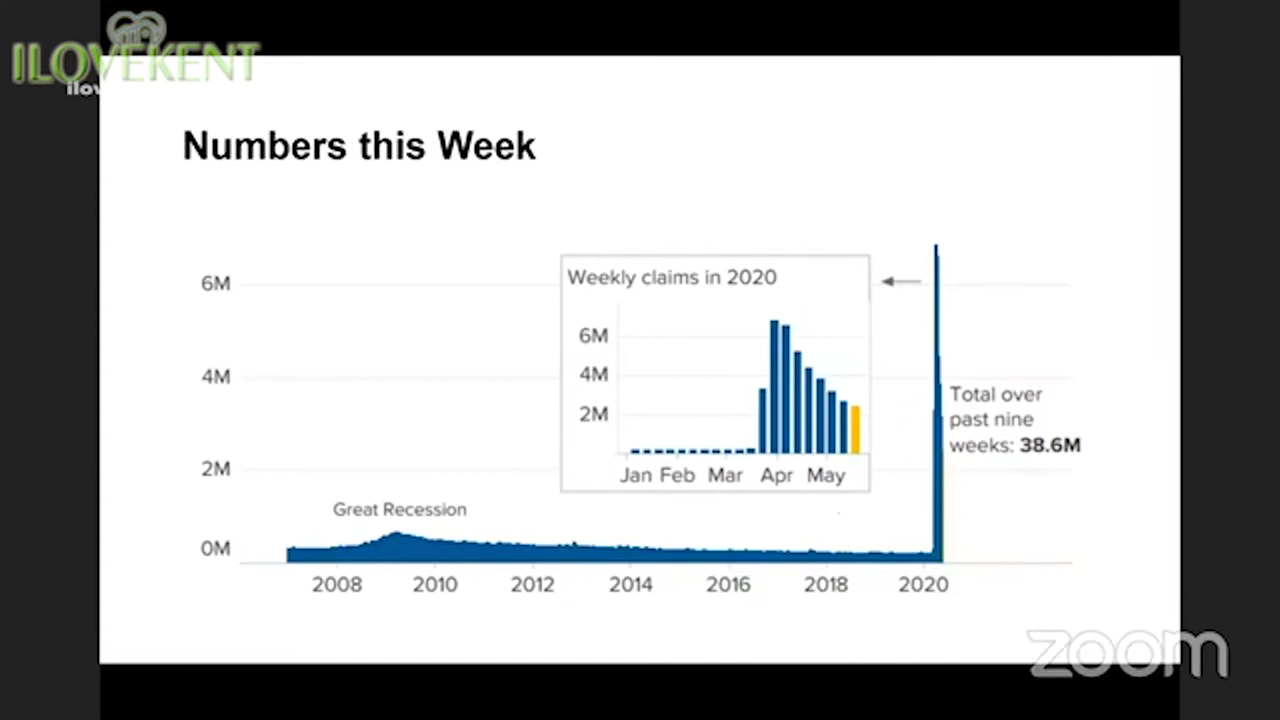 ILOVEKENT
ilov
Numbers this Week
6M
4M
2M
0M
Great Recession
Weekly claims in 2020
6M
4M
2M
Jan Feb Mar Apr May
Total over
past nine
weeks: 38.6M
2008 2010 2012 2014 2016 2018 2020
zoom